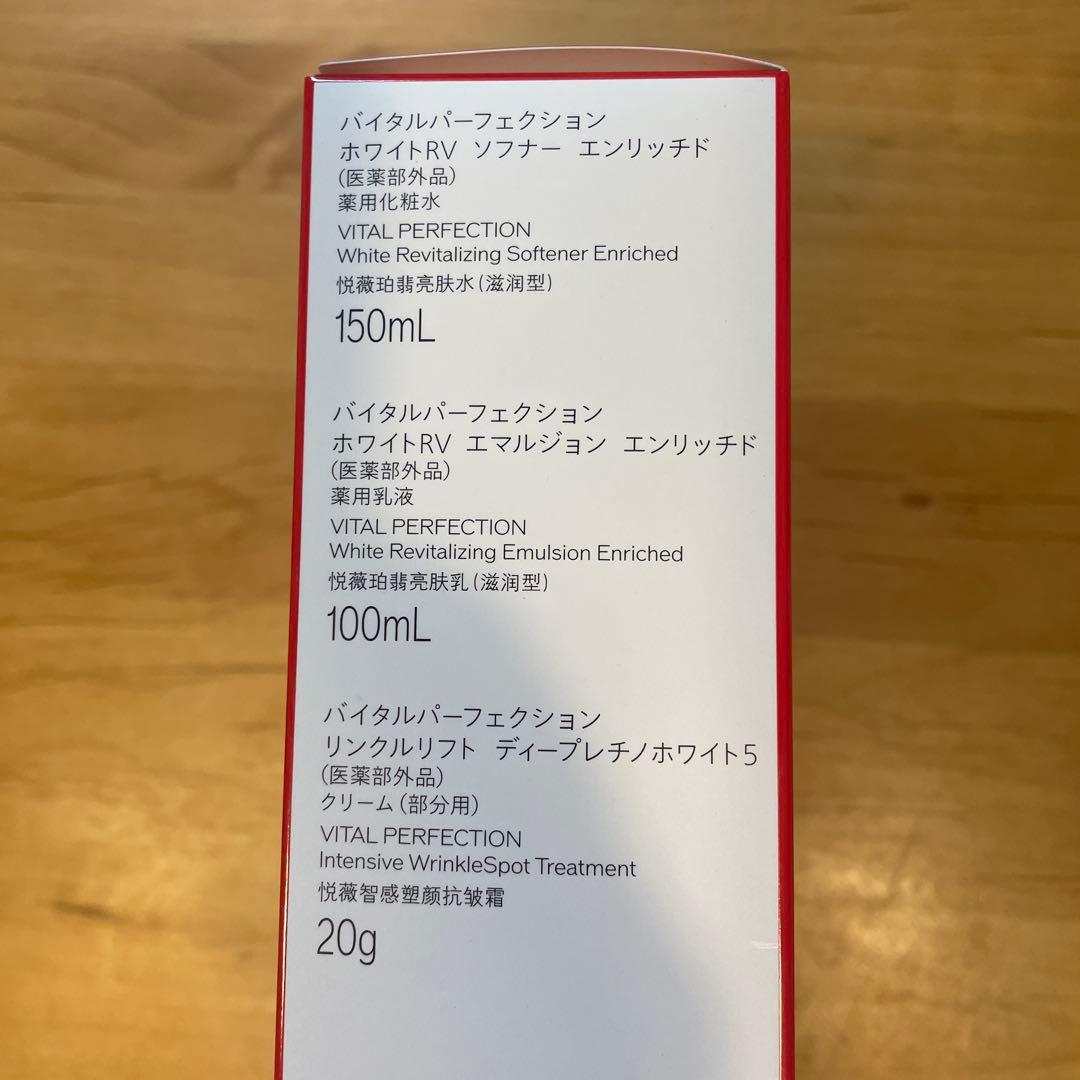 バイタルパーフェクション
ホワイトRV ソフナー エンリッチド
(医薬部外品)
薬用化粧水
VITAL PERFECTION
White Revitalizing Softener Enriched
悦薇珀翡亮肤水(滋润型)
150mL
バイタルパーフェクション
ホワイトRV エマルジョン エンリッチド
(医薬部外品)
薬用乳液
VITAL PERFECTION
White Revitalizing Emulsion Enriched
悦薇珀翡亮肤乳(滋润型)
100mL
バイタルパーフェクション
リンクルリフト ディープレチノホワイト5
(医薬部外品)
クリーム(部分用)
VITAL PERFECTION
Intensive WrinkleSpot Treatment
悦薇智感塑颜抗皱霜
20g